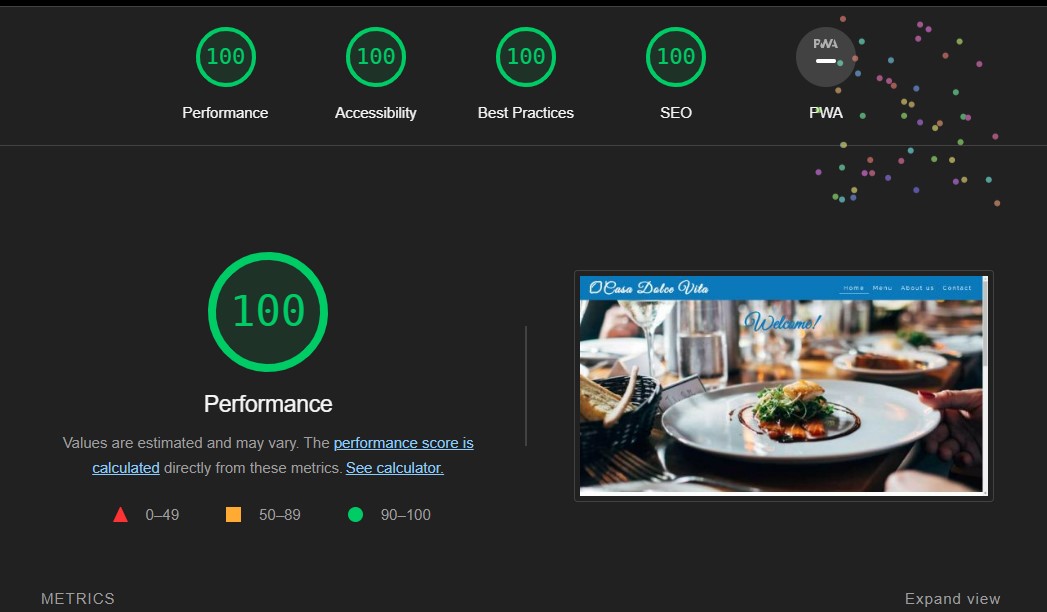 100
100
100
100
PWA
Performance
Accessibility
Best Practices
SEO
PWA
100
Performance
Values are estimated and may vary. The performance score is
calculated directly from these metrics. See calculator.
0–49
50–89
90–100
Casa Dolce Vita
Home Menu About us Contact
Welcome!
METRICS
Expand view